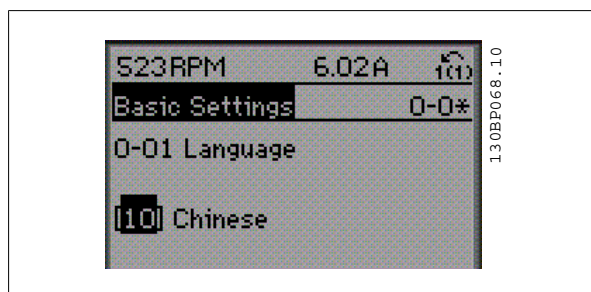 523RPM 6.02A 1(1)
Basic Settings 0-0*
0-01 Language
[10] Chinese
130BP068.10